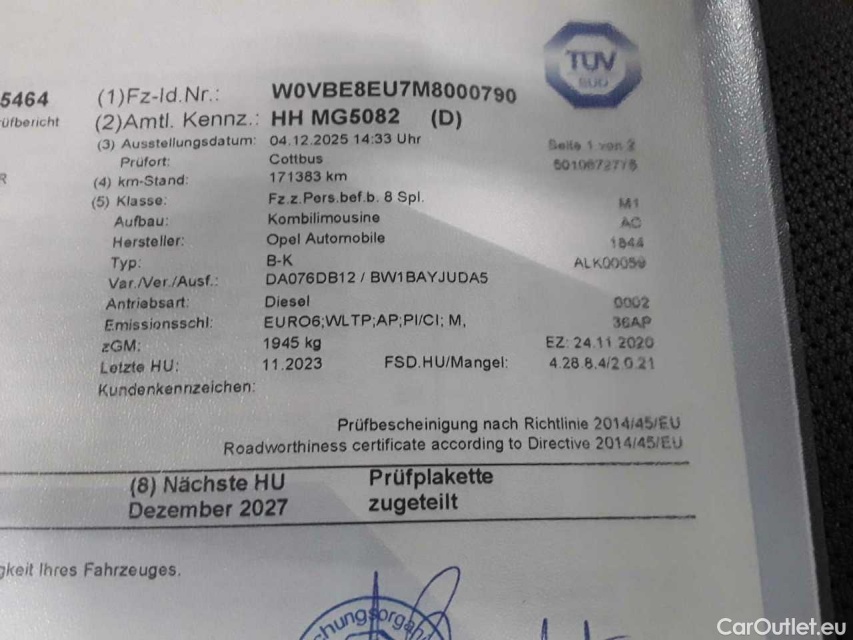 TÜV
SÜD
5464 (1)Fz-Id.Nr.: W0VBE8EU7M8000790
üfbericht (2)Amtl. Kennz.: HH MG5082 (D)
(3) Ausstellungsdatum: 04.12.2025 14:33 Uhr Seite 1 von 2
Prüfort: Cottbus
R (4) km-Stand: 171383 km
(5) Klasse: Fz.z.Pers.bef.b. 8 Spl. M1
Aufbau: Kombilimousine AC
Hersteller: Opel Automobile 1844
Typ: B-K ALK00059
Var./Ver./Ausf.: DA076DB12 / BW1BAYJUDA5
Antriebsart: Diesel 0002
Emissionsschl: EURO6;WLTP;AP;PI/CI; M, 36AP
zGM: 1945 kg EZ: 24.11.2020
Letzte HU: 11.2023 FSD.HU/Mangel: 4.28.8.4/2.0.21
Kundenkennzeichen:
Prüfbescheinigung nach Richtlinie 2014/45/EU
Roadworthiness certificate according to Directive 2014/45/EU
(8) Nächste HU Prüfplakette
Dezember 2027 zugeteilt
gkeit Ihres Fahrzeuges.
chungsorgan
CarOutlet.eu